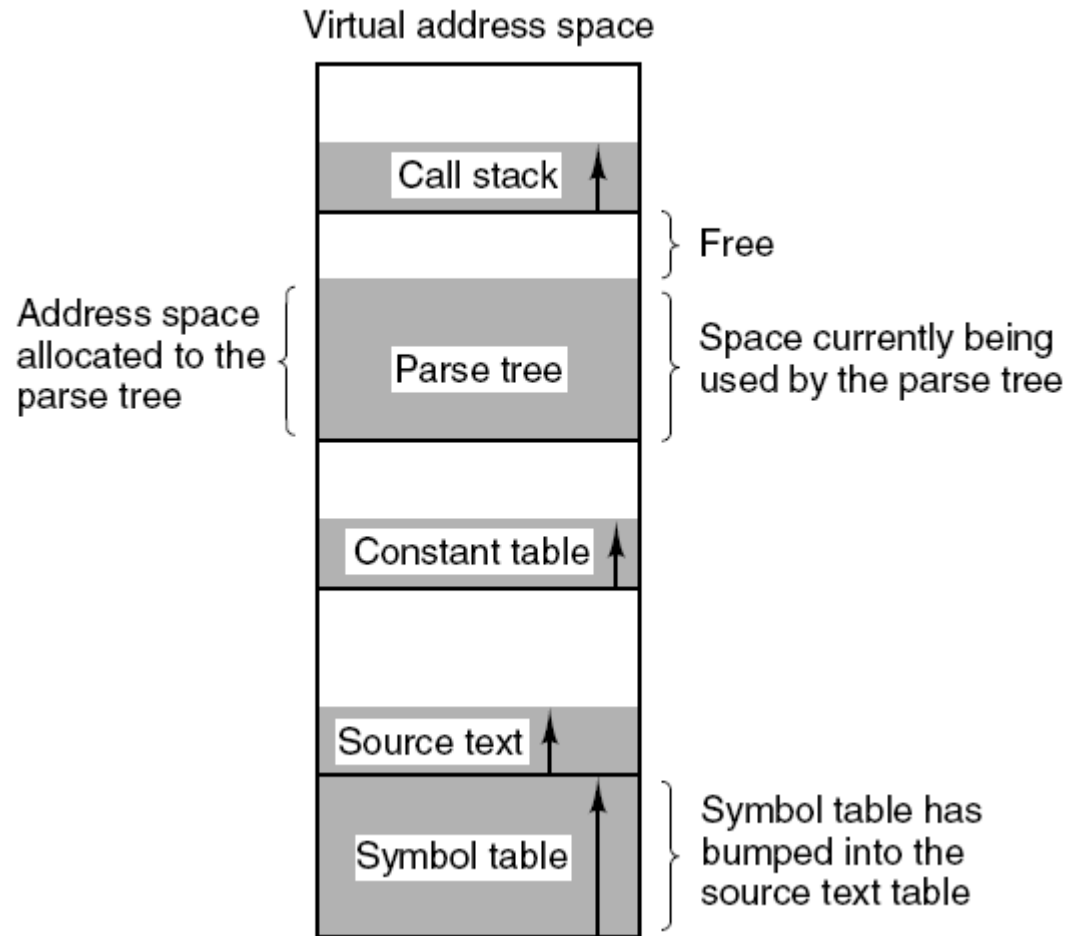 Virtual address space
Call stack
Free
Address space
allocated to the
parse tree
Parse tree
Space currently being
used by the parse tree
Constant table
Source text
Symbol table
Symbol table has
bumped into the
source text table